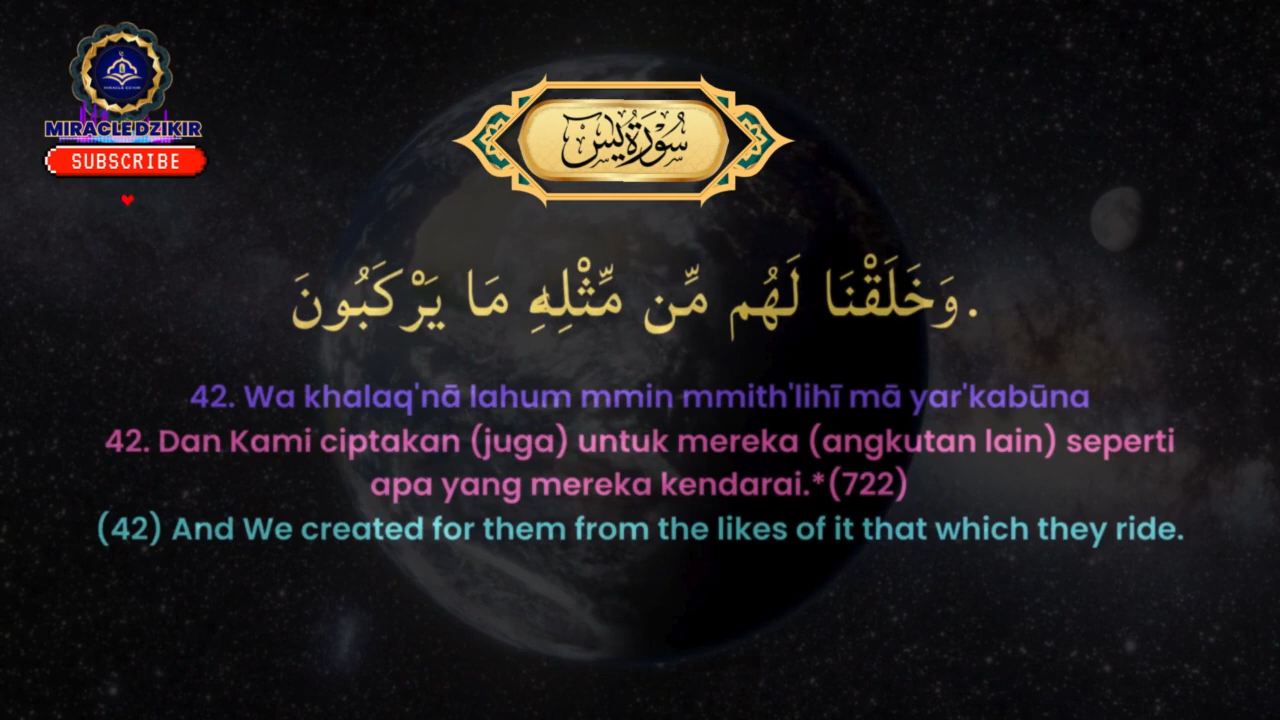 MIRACLE DZIKIR
MIRACLEDZIKIR
SUBSCRIBE
سُوْرَةُ يٰسٓ
وَخَلَقْنَا لَهُم مِّن مِّثْلِهِۦ مَا يَرْكَبُونَ.
42. Wa khalaq'nā lahum mmin mmith'lihī mā yar'kabūna
42. Dan Kami ciptakan (juga) untuk mereka (angkutan lain) seperti
apa yang mereka kendarai.*(722)
(42) And We created for them from the likes of it that which they ride.